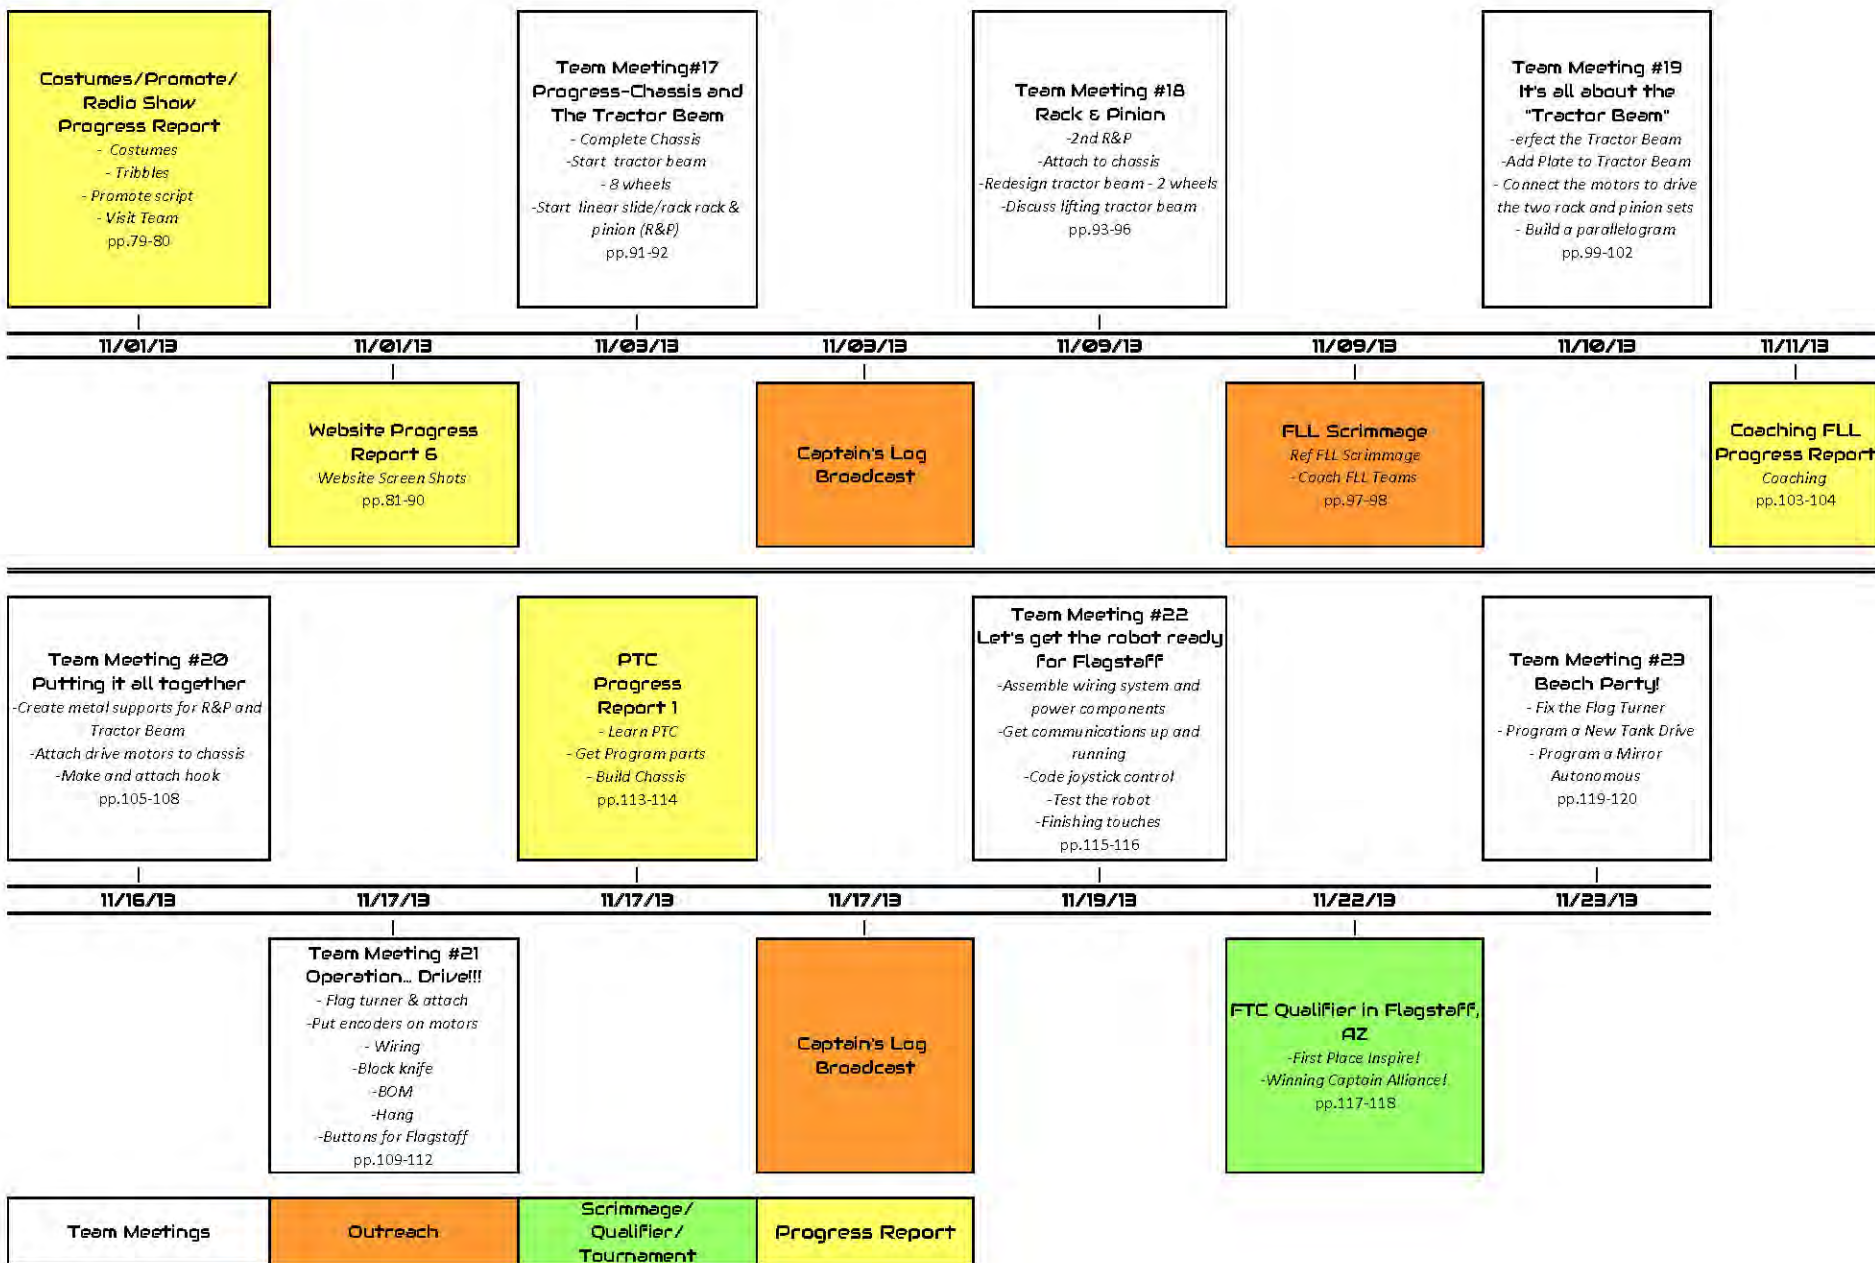 Costumes/Promote/
Radio Show
Progress Report
- Costumes
- Tribbles
- Promote script
- Visit Team
pp.79-80
Team Meeting#17
Progress-Chassis and
The Tractor Beam
- Complete Chassis
-Start tractor beam
- 8 wheels
-Start linear slide/rack rack &
pinion (R&P)
pp.91-92
Team Meeting #18
Rack & Pinion
-2nd R&P
-Attach to chassis
-Redesign tractor beam - 2 wheels
-Discuss lifting tractor beam
pp.93-96
Team Meeting #19
It's all about the
"Tractor Beam"
-erfect the Tractor Beam
-Add Plate to Tractor Beam
- Connect the motors to drive
the two rack and pinion sets
- Build a parallelogram
pp.99-102
11/01/13 11/01/13 11/03/13 11/03/13 11/09/13 11/09/13 11/10/13 11/11/13
Website Progress
Report 6
Website Screen Shots
pp.81-90
Captain's Log
Broadcast
FLL Scrimmage
Ref FLL Scrimmage
- Coach FLL Teams
pp.97-98
Coaching FLL
Progress Report
Coaching
pp.103-104
Team Meeting #20
Putting it all together
-Create metal supports for R&P and
Tractor Beam
-Attach drive motors to chassis
-Make and attach hook
pp.105-108
PTC
Progress
Report 1
- Learn PTC
- Get Program parts
- Build Chassis
pp.113-114
Team Meeting #22
Let's get the robot ready
for Flagstaff
-Assemble wiring system and
power components
-Get communications up and
running
-Code joystick control
-Test the robot
-Finishing touches
pp.115-116
Team Meeting #23
Beach Party!
- Fix the Flag Turner
- Program a New Tank Drive
- Program a Mirror
Autonomous
pp.119-120
11/16/13 11/17/13 11/17/13 11/17/13 11/19/13 11/22/13 11/23/13
Team Meeting #21
Operation... Drive!!!
- Flag turner & attach
-Put encoders on motors
- Wiring
-Block knife
-BOM
-Hang
-Buttons for Flagstaff
pp.109-112
Captain's Log
Broadcast
FTC Qualifier in Flagstaff,
AZ
-First Place Inspire!
-Winning Captain Alliance!
pp.117-118
Team Meetings
Outreach
Scrimmage/
Qualifier/
Tournament
Progress Report